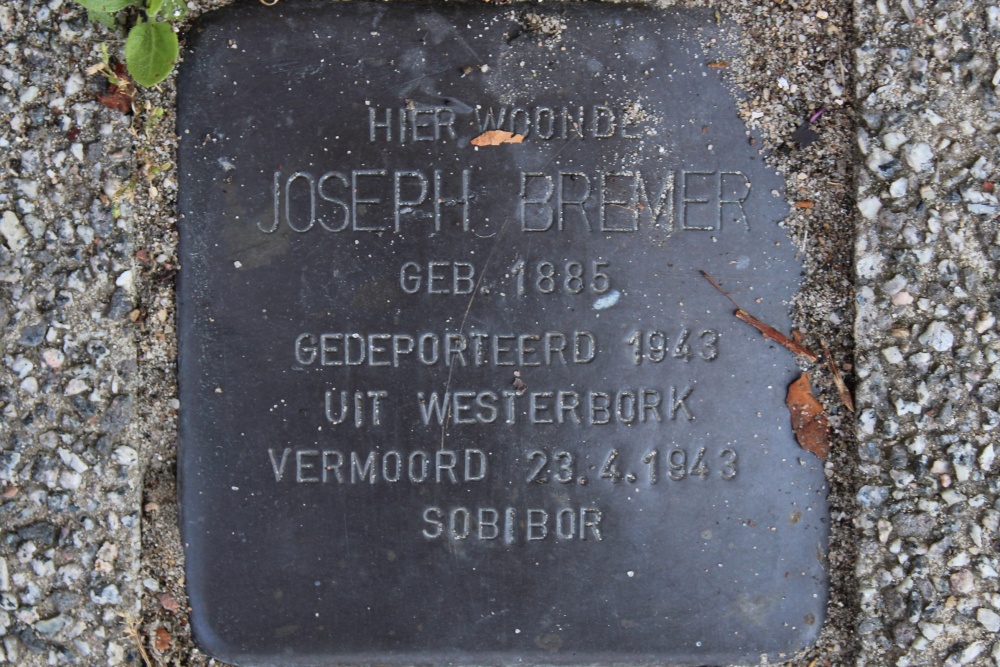 HIER WOONDE
JOSEPH BREMER
GEB. 1885
GEDEPORTEERD 1943
UIT WESTERBORK
VERMOORD 23.4.1943
SOBIBOR